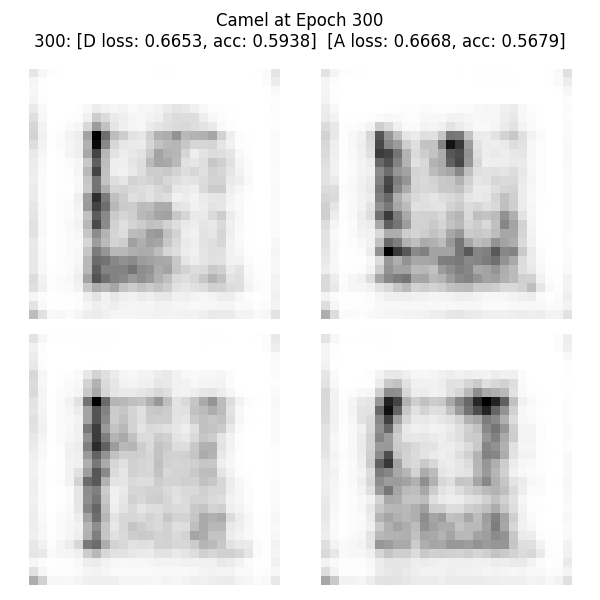 Camel at Epoch 300
300: [D loss: 0.6653, acc: 0.5938]  [A loss: 0.6668, acc: 0.5679]